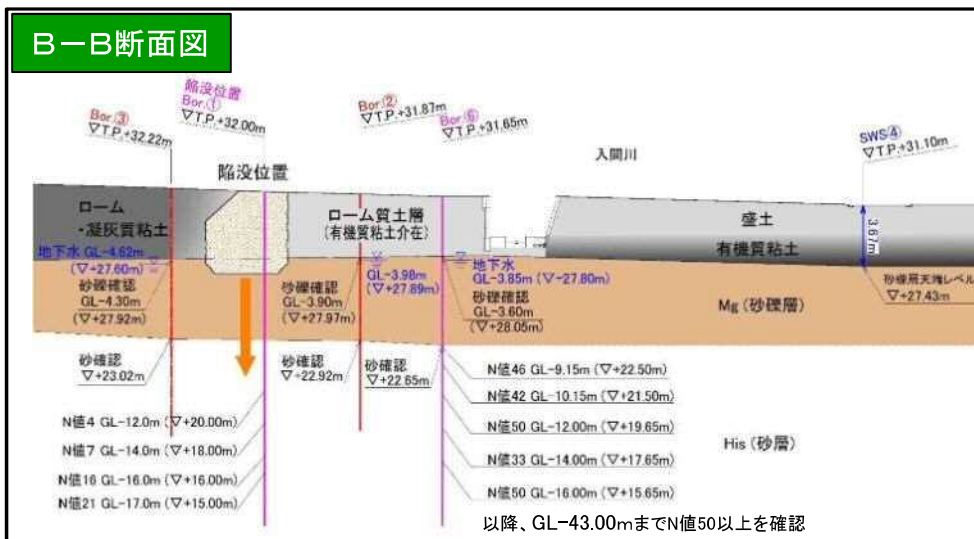 B－B断面図
Bor.③
▽T.P.+32.22m
陥没位置
Bor.①
▽T.P.+32.00m
Bor.②
▽T.P.+31.87m
Bor.⑥
▽T.P.+31.65m
入間川
SWS④
▽T.P.+31.10m
陥没位置
ローム
・凝灰質粘土
ローム質土層
(有機質粘土介在)
盛土
有機質粘土
3.67m
地下水 GL-4.62m
(▽+27.60m)
GL-3.98m
(▽+27.89m)
地下水
GL-3.85m (▽-27.80m)
砂礫層天端レベル
▽+27.43m
砂礫確認
GL-4.30m
(▽+27.92m)
砂礫確認
GL-3.90m
(▽+27.97m)
砂礫確認
GL-3.60m
(▽+28.05m)
Mg (砂礫層)
砂確認
▽+23.02m
砂確認
▽+22.92m
砂確認
▽+22.65m
N値46 GL-9.15m (▽+22.50m)
N値42 GL-10.15m (▽+21.50m)
N値4 GL-12.0m (▽+20.00m)
N値50 GL-12.00m (▽+19.65m)
N値7 GL-14.0m (▽+18.00m)
N値33 GL-14.00m (▽+17.65m)
His (砂層)
N値16 GL-16.0m (▽+16.00m)
N値50 GL-16.00m (▽+15.65m)
N値21 GL-17.0m (▽+15.00m)
以降、GL-43.00mまでN値50以上を確認